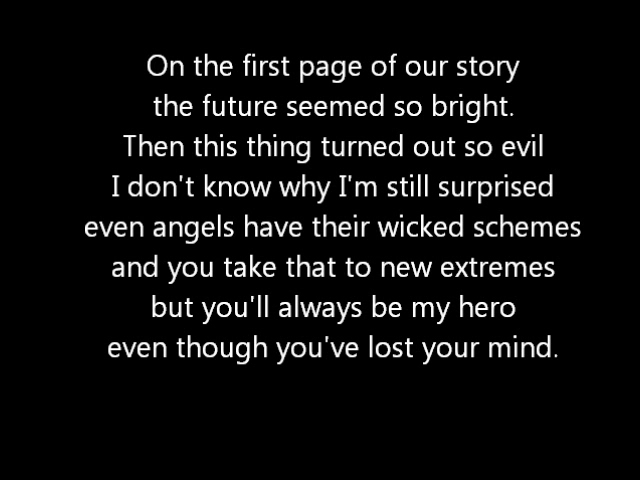 On the first page of our story
the future seemed so bright.
Then this thing turned out so evil
I don't know why I'm still surprised
even angels have their wicked schemes
and you take that to new extremes
but you'll always be my hero
even though you've lost your mind.